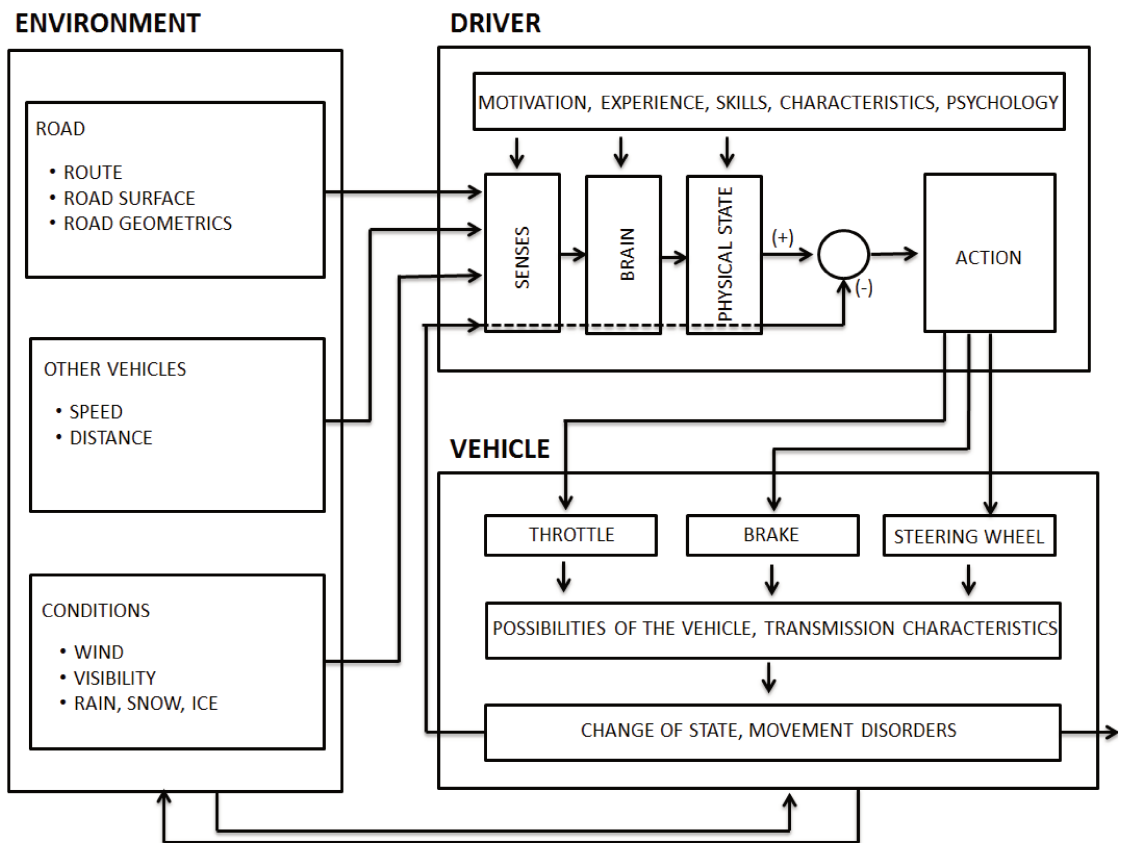 ENVIRONMENT
ROAD
• ROUTE
• ROAD SURFACE
• ROAD GEOMETRICS
OTHER VEHICLES
• SPEED
• DISTANCE
CONDITIONS
• WIND
• VISIBILITY
• RAIN, SNOW, ICE
DRIVER
MOTIVATION, EXPERIENCE, SKILLS, CHARACTERISTICS, PSYCHOLOGY
SENSES
BRAIN
PHYSICAL STATE
(+)
(-)
ACTION
VEHICLE
THROTTLE
BRAKE
STEERING WHEEL
POSSIBILITIES OF THE VEHICLE, TRANSMISSION CHARACTERISTICS
CHANGE OF STATE, MOVEMENT DISORDERS